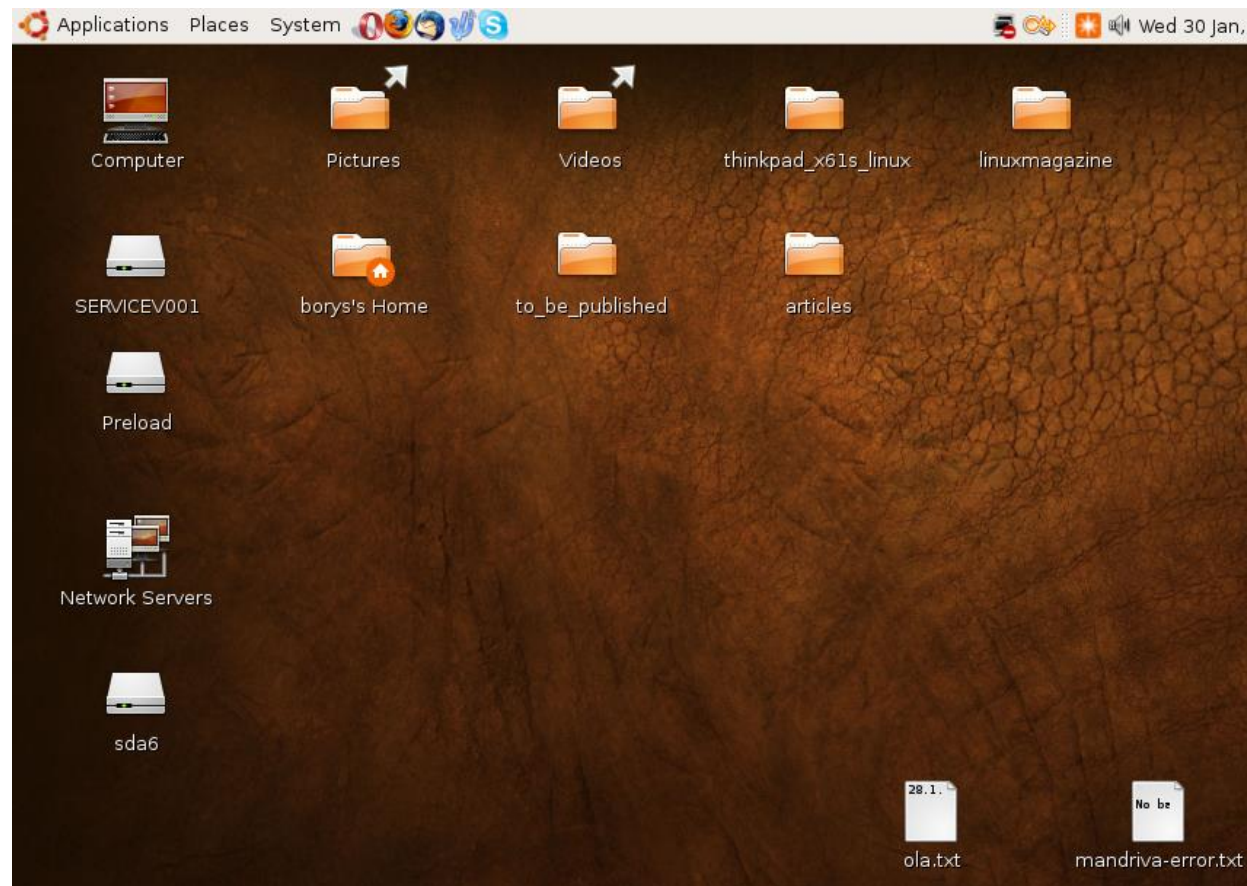 Applications Places System Wed 30 Jan,
Computer Pictures Videos thinkpad_x61s_linux linuxmagazine
SERVICEV001 borys's Home to_be_published articles
Preload
Network Servers
sda6
28.1. No be
ola.txt mandriva-error.txt